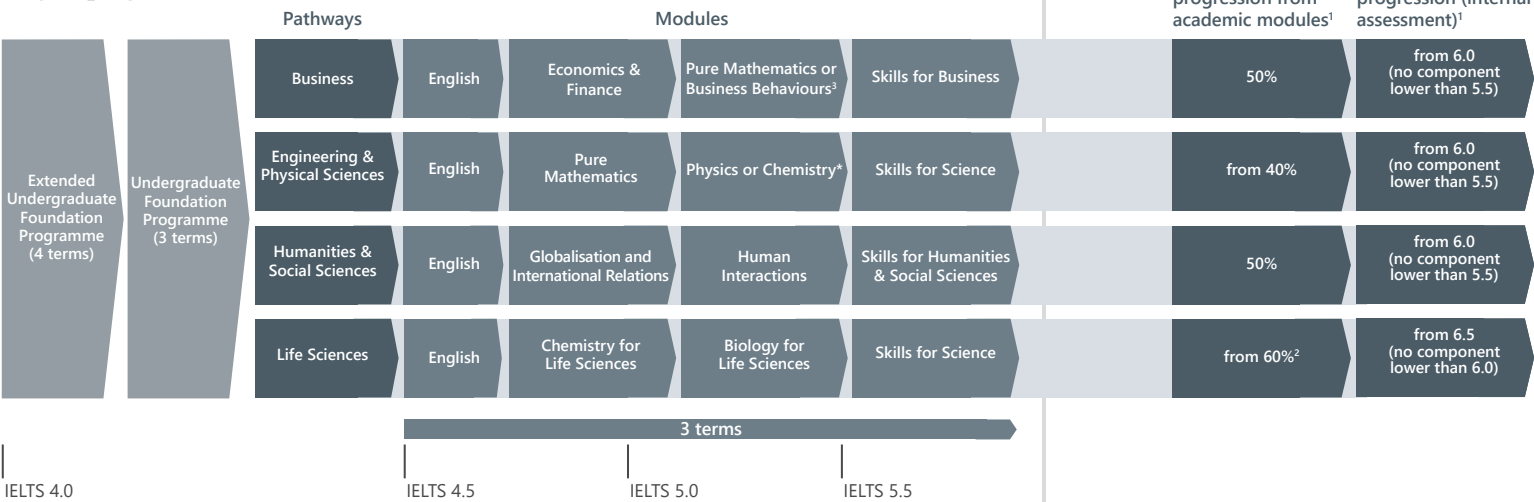 progression from
academic modules¹
progression (internal
assessment)¹
Pathways
Modules
Extended
Undergraduate
Foundation
Programme
(4 terms)
Undergraduate
Foundation
Programme
(3 terms)
Business
English
Economics &
Finance
Pure Mathematics or
Business Behaviours³
Skills for Business
50%
from 6.0
(no component
lower than 5.5)
Engineering &
Physical Sciences
English
Pure
Mathematics
Physics or Chemistry*
Skills for Science
from 40%
from 6.0
(no component
lower than 5.5)
Humanities &
Social Sciences
English
Globalisation and
International Relations
Human
Interactions
Skills for Humanities
& Social Sciences
50%
from 6.0
(no component
lower than 5.5)
Life Sciences
English
Chemistry for
Life Sciences
Biology for
Life Sciences
Skills for Science
from 60%²
from 6.5
(no component
lower than 6.0)
3 terms
IELTS 4.0
IELTS 4.5
IELTS 5.0
IELTS 5.5